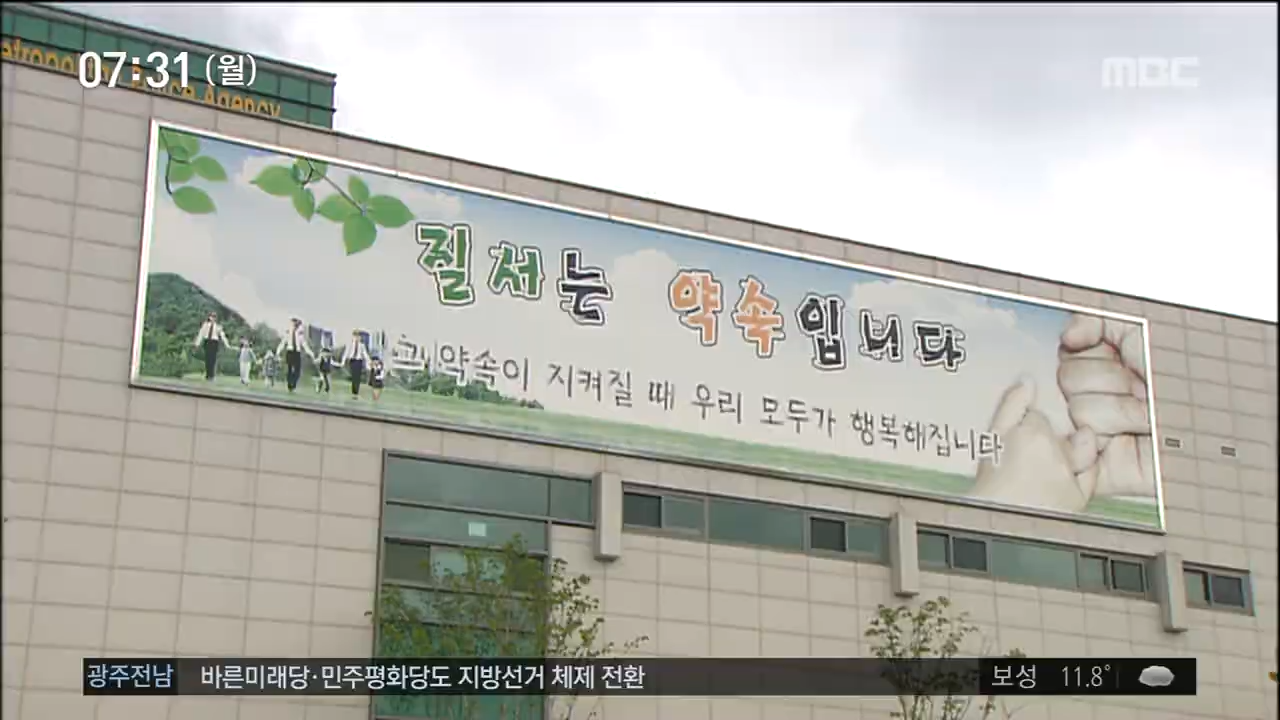 07:31 (월)
MBC
Police Agency
질서는 약속입니다
그 약속이 지켜질 때 우리 모두가 행복해집니다
광주전남 바른미래당·민주평화당도 지방선거 체제 전환 보성 11.8°